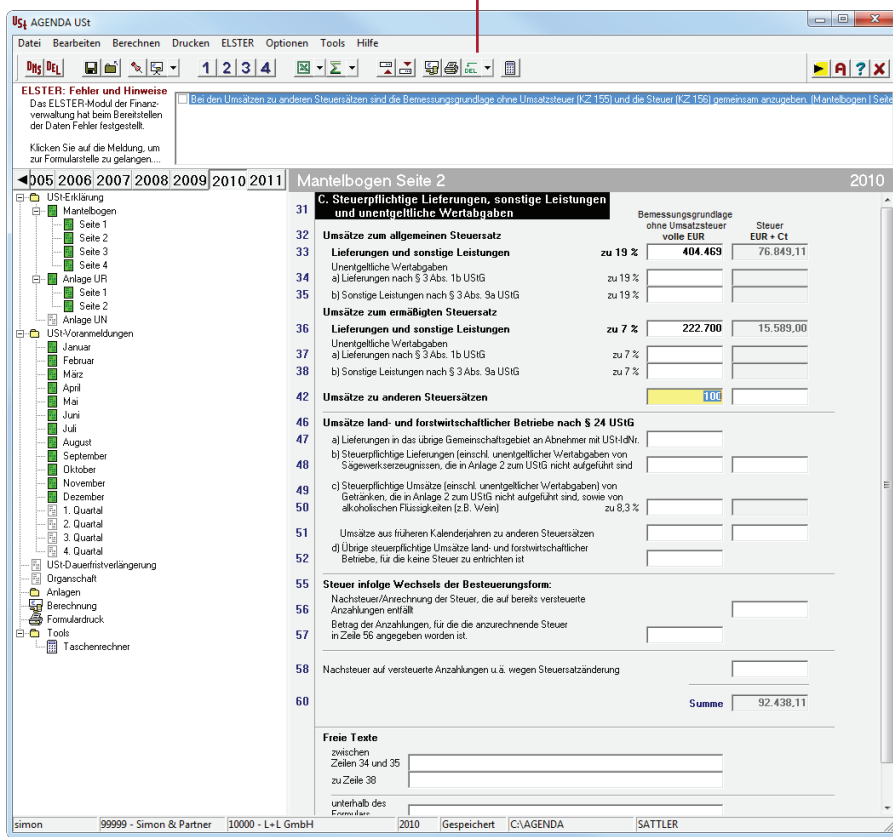 USt AGENDA USt
Datei Bearbeiten Berechnen Drucken ELSTER Optionen Tools Hilfe
DMS DEL 1 2 3 4 Σ DEL A ? X
ELSTER: Fehler und Hinweise
Das ELSTER-Modul der Finanz-
verwaltung hat beim Bereitstellen
der Daten Fehler festgestellt.
Klicken Sie auf die Meldung, um
zur Formularstelle zu gelangen....
Bei den Umsätzen zu anderen Steuersätzen sind die Bemessungsgrundlage ohne Umsatzsteuer (KZ 155) und die Steuer (KZ 156) gemeinsam anzugeben. (Mantelbogen | Seite
005 2006 2007 2008 2009 2010 2011
USt-Erklärung
Mantelbogen
Seite 1
Seite 2
Seite 3
Seite 4
Anlage UR
Seite 1
Seite 2
Anlage UN
USt-Voranmeldungen
Januar
Februar
März
April
Mai
Juni
Juli
August
September
Oktober
November
Dezember
1. Quartal
2. Quartal
3. Quartal
4. Quartal
USt-Dauerfristverlängerung
Organschaft
Anlagen
Berechnung
Formulardruck
Tools
Taschenrechner
Mantelbogen Seite 2 2010
31 C. Steuerpflichtige Lieferungen, sonstige Leistungen
und unentgeltliche Wertabgaben
Bemessungsgrundlage
ohne Umsatzsteuer
volle EUR
Steuer
EUR + Ct
32 Umsätze zum allgemeinen Steuersatz
33 Lieferungen und sonstige Leistungen zu 19 % 404.469 76.849,11
Unentgeltliche Wertabgaben
34 a) Lieferungen nach § 3 Abs. 1b UStG zu 19 %
35 b) Sonstige Leistungen nach § 3 Abs. 9a UStG zu 19 %
Umsätze zum ermäßigten Steuersatz
36 Lieferungen und sonstige Leistungen zu 7 % 222.700 15.589,00
Unentgeltliche Wertabgaben
37 a) Lieferungen nach § 3 Abs. 1b UStG zu 7 %
38 b) Sonstige Leistungen nach § 3 Abs. 9a UStG zu 7 %
42 Umsätze zu anderen Steuersätzen 100
46 Umsätze land- und forstwirtschaftlicher Betriebe nach § 24 UStG
47 a) Lieferungen in das übrige Gemeinschaftsgebiet an Abnehmer mit USt-IdNr.
b) Steuerpflichtige Lieferungen (einschl. unentgeltlicher Wertabgaben von
48 Sägewerkserzeugnissen, die in Anlage 2 zum UStG nicht aufgeführt sind
49 c) Steuerpflichtige Umsätze (einschl. unentgeltlicher Wertabgaben) von
Getränken, die in Anlage 2 zum UStG nicht aufgeführt sind, sowie von
50 alkoholischen Flüssigkeiten (z.B. Wein) zu 8,3 %
51 Umsätze aus früheren Kalenderjahren zu anderen Steuersätzen
d) Übrige steuerpflichtige Umsätze land- und forstwirtschaftlicher
52 Betriebe, für die keine Steuer zu entrichten ist
55 Steuer infolge Wechsels der Besteuerungsform:
Nachsteuer/Anrechnung der Steuer, die auf bereits versteuerte
56 Anzahlungen entfällt
Betrag der Anzahlungen, für die die anzurechnende Steuer
57 in Zeile 56 angegeben worden ist.
58 Nachsteuer auf versteuerte Anzahlungen u.ä. wegen Steuersatzänderung
60 Summe 92.438,11
Freie Texte
zwischen
Zeilen 34 und 35
zu Zeile 38
unterhalb des
Formulars
simon 99999 - Simon & Partner 10000 - L+L GmbH 2010 Gespeichert C:\AGENDA SATTLER